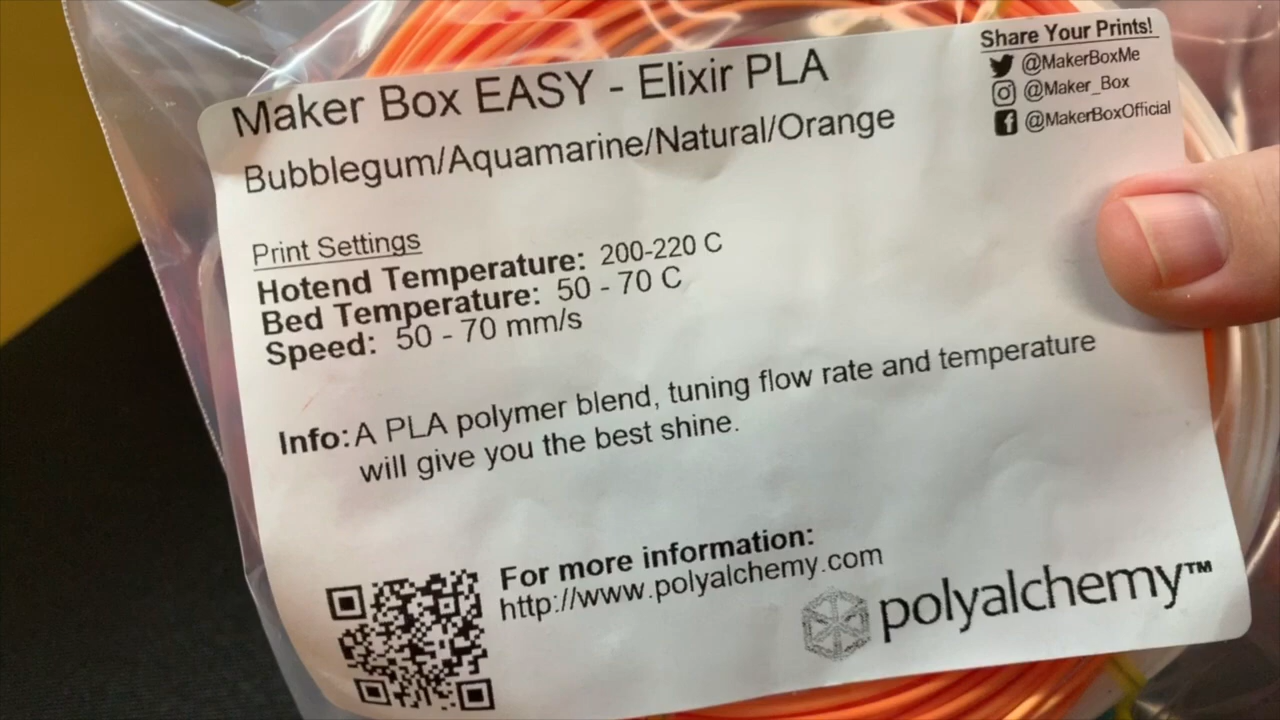 Maker Box EASY - Elixir PLA
Bubblegum/Aquamarine/Natural/Orange
Share Your Prints!
@MakerBoxMe
@Maker_Box
@MakerBoxOfficial
Print Settings
Hotend Temperature: 200-220 C
Bed Temperature: 50 - 70 C
Speed: 50 - 70 mm/s
Info: A PLA polymer blend, tuning flow rate and temperature
will give you the best shine.
For more information:
http://www.polyalchemy.com
polyalchemy™